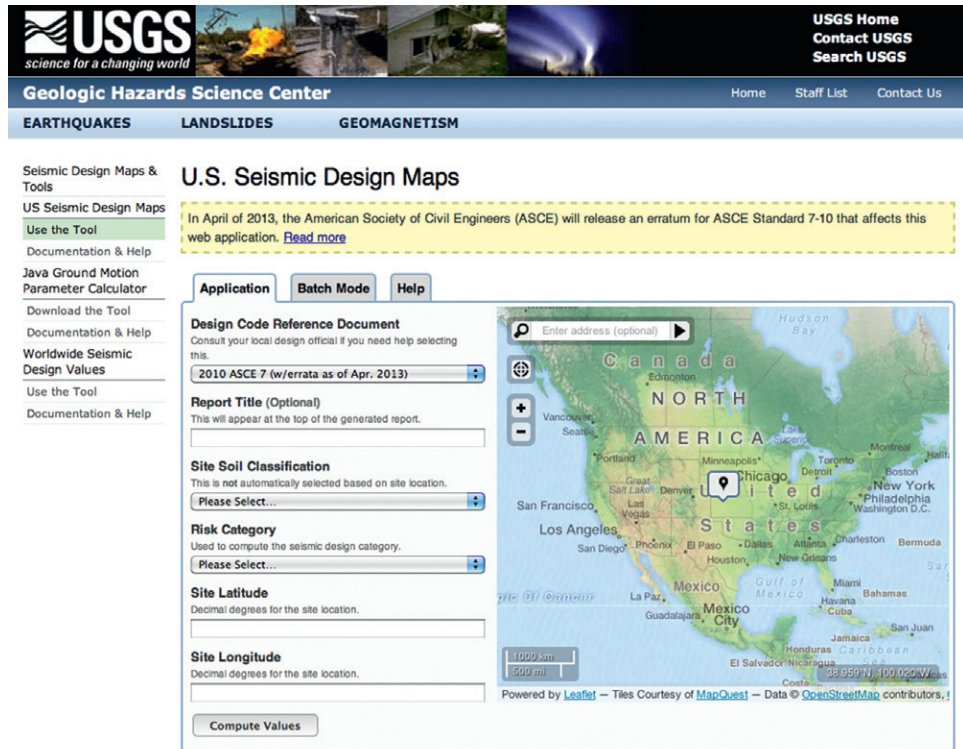 USGS
science for a changing world
USGS Home
Contact USGS
Search USGS
Geologic Hazards Science Center
Home Staff List Contact Us
EARTHQUAKES LANDSLIDES GEOMAGNETISM
Seismic Design Maps &
Tools
US Seismic Design Maps
Use the Tool
Documentation & Help
Java Ground Motion
Parameter Calculator
Download the Tool
Documentation & Help
Worldwide Seismic
Design Values
Use the Tool
Documentation & Help
U.S. Seismic Design Maps
In April of 2013, the American Society of Civil Engineers (ASCE) will release an erratum for ASCE Standard 7-10 that affects this
web application. Read more
Application Batch Mode Help
Design Code Reference Document
Consult your local design official if you need help selecting
this.
2010 ASCE 7 (w/errata as of Apr. 2013)
Report Title (Optional)
This will appear at the top of the generated report.
Site Soil Classification
This is not automatically selected based on site location.
Please Select...
Risk Category
Used to compute the seismic design category.
Please Select...
Site Latitude
Decimal degrees for the site location.
Site Longitude
Decimal degrees for the site location.
Compute Values
Enter address (optional)
Hudson
Bay
Canada
Edmonton
NORTH
+
Vancouver
−
Seattle
AMERICA
Lake
Superior
Montreal
Halifa
Portland
Minneapolis
Toronto
Great
Salt Lake
Denver
Chicago
Detroit
Boston
New York
United
Philadelphia
San Francisco
Las
Vegas
St. Louis
Washington D.C.
Los Angeles
States
San Diego
Phoenix
El Paso
Dallas
Atlanta
Charleston
Bermuda
Houston
New Orleans
Sar
Mexico
Gulf of
Mexico
Miami
Bahamas
pic Of Cancer
La Paz
Havana
Cuba
Guadalajara
Mexico
City
San Juan
Jamaica
1000 km
Honduras
Caribbean
500 mi
El Salvador
Nicaragua
Sea
38.959°N, 100.020°W
Costa
Powered by Leaflet — Tiles Courtesy of MapQuest — Data © OpenStreetMap contributors,